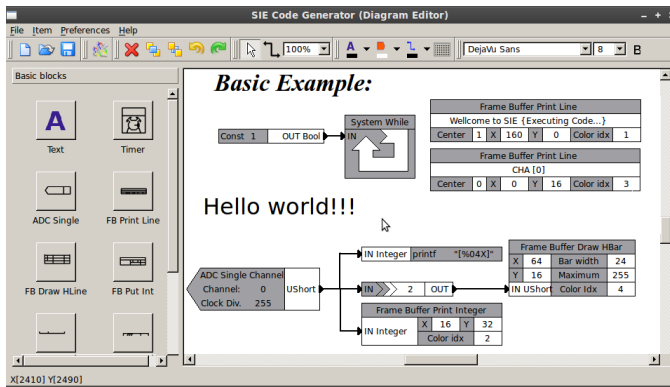 SIE Code Generator (Diagram Editor)
File Item Preferences Help
100% A DejaVu Sans 8 B
Basic blocks
A
Text Timer
ADC Single FB Print Line
FB Draw HLine FB Put Int
Basic Example:
Const 1 OUT Bool
System While
IN
Frame Buffer Print Line
Wellcome to SIE {Executing Code...}
Center 1 X 160 Y 0 Color idx 1
Frame Buffer Print Line
CHA [0]
Center 0 X 0 Y 16 Color idx 3
Hello world!!!
ADC Single Channel
Channel: 0
Clock Div. 255
UShort
IN Integer printf "[%04X]"
IN 2 OUT
Frame Buffer Print Integer
IN Integer
X 16 Y 32
Color idx 2
Frame Buffer Draw HBar
X 64 Bar width 24
Y 16 Maximum 255
IN UShort Color Idx 4
X[2410] Y[2490]